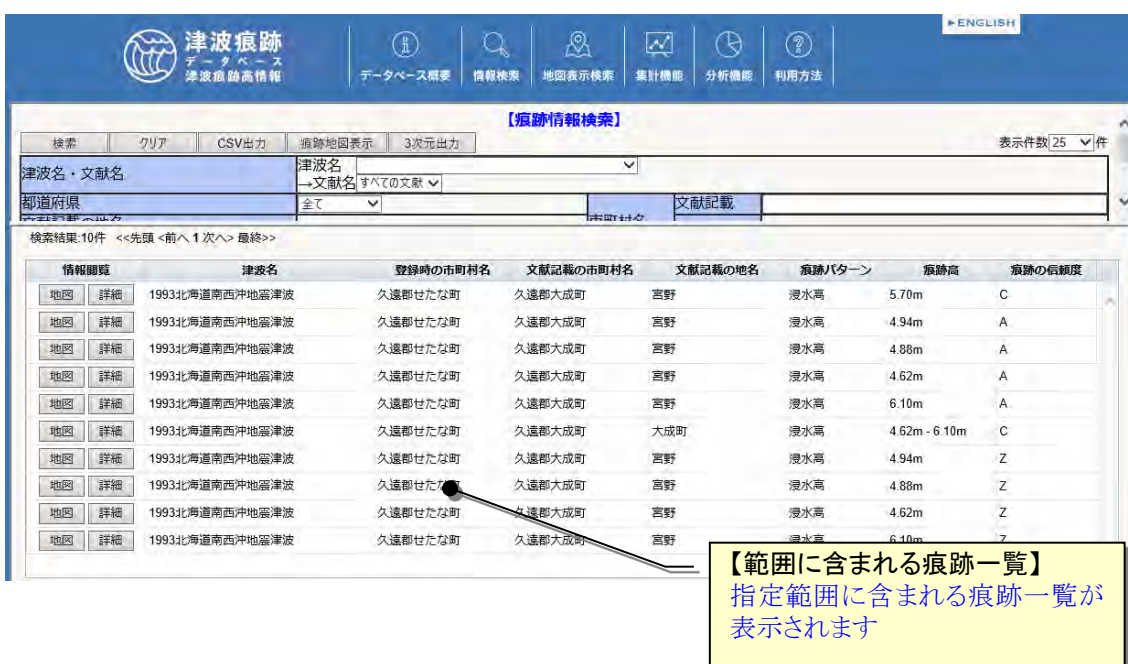 ▶ENGLISH
津波痕跡
データベース
津波痕跡高情報
データベース概要 情報検索 地図表示検索 集計機能 分析機能 利用方法
【痕跡情報検索】
検索 クリア CSV出力 痕跡地図表示 3次元出力 表示件数 25 件
津波名・文献名 津波名
→文献名 すべての文献
都道府県 全て 文献記載
文献記載の地名 市町村名
検索結果:10件 <<先頭 <前へ 1 次へ> 最終>>
情報閲覧 津波名 登録時の市町村名 文献記載の市町村名 文献記載の地名 痕跡パターン 痕跡高 痕跡の信頼度
地図 詳細 1993北海道南西沖地震津波 久遠郡せたな町 久遠郡大成町 宮野 浸水高 5.70m C
地図 詳細 1993北海道南西沖地震津波 久遠郡せたな町 久遠郡大成町 宮野 浸水高 4.94m A
地図 詳細 1993北海道南西沖地震津波 久遠郡せたな町 久遠郡大成町 宮野 浸水高 4.88m A
地図 詳細 1993北海道南西沖地震津波 久遠郡せたな町 久遠郡大成町 宮野 浸水高 4.62m A
地図 詳細 1993北海道南西沖地震津波 久遠郡せたな町 久遠郡大成町 宮野 浸水高 6.10m A
地図 詳細 1993北海道南西沖地震津波 久遠郡せたな町 久遠郡大成町 大成町 浸水高 4.62m - 6.10m C
地図 詳細 1993北海道南西沖地震津波 久遠郡せたな町 久遠郡大成町 宮野 浸水高 4.94m Z
地図 詳細 1993北海道南西沖地震津波 久遠郡せたな町 久遠郡大成町 宮野 浸水高 4.88m Z
地図 詳細 1993北海道南西沖地震津波 久遠郡せたな町 久遠郡大成町 宮野 浸水高 4.62m Z
地図 詳細 1993北海道南西沖地震津波 久遠郡せたな町 久遠郡大成町 宮野 浸水高 6.10m Z
【範囲に含まれる痕跡一覧】
指定範囲に含まれる痕跡一覧が
表示されます